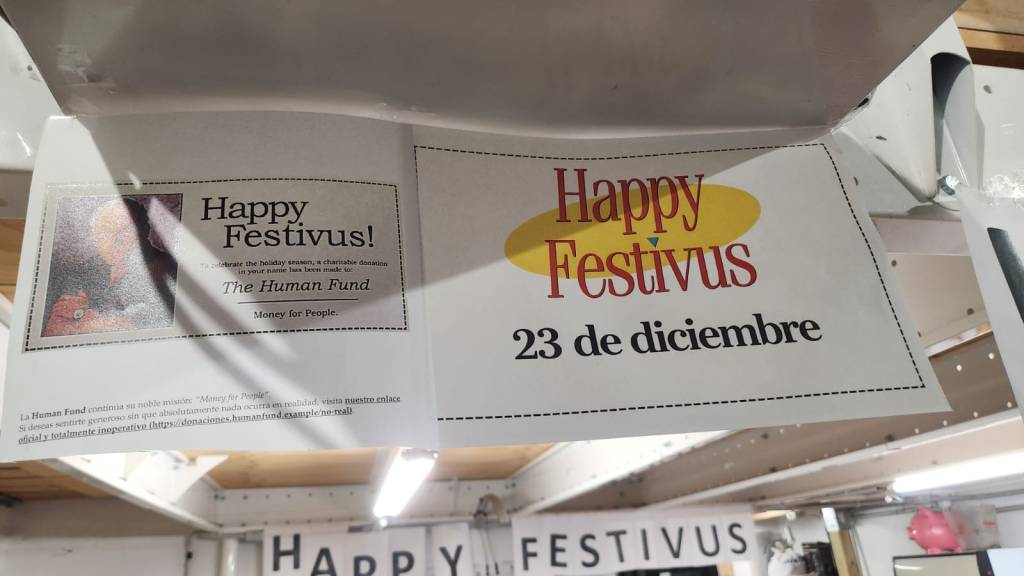 Happy
Festivus!
To celebrate the holiday season, a charitable donation
in your name has been made to:
The Human Fund
Money for People.
La Human Fund continúa su noble misión: "Money for People".
Si deseas sentirte generoso sin que absolutamente nada ocurra en realidad, visita nuestro enlace
oficial y totalmente inoperativo (https://donaciones.humanfund.example/no-real).
Happy
Festivus
23 de diciembre
HAPPY FESTIVUS